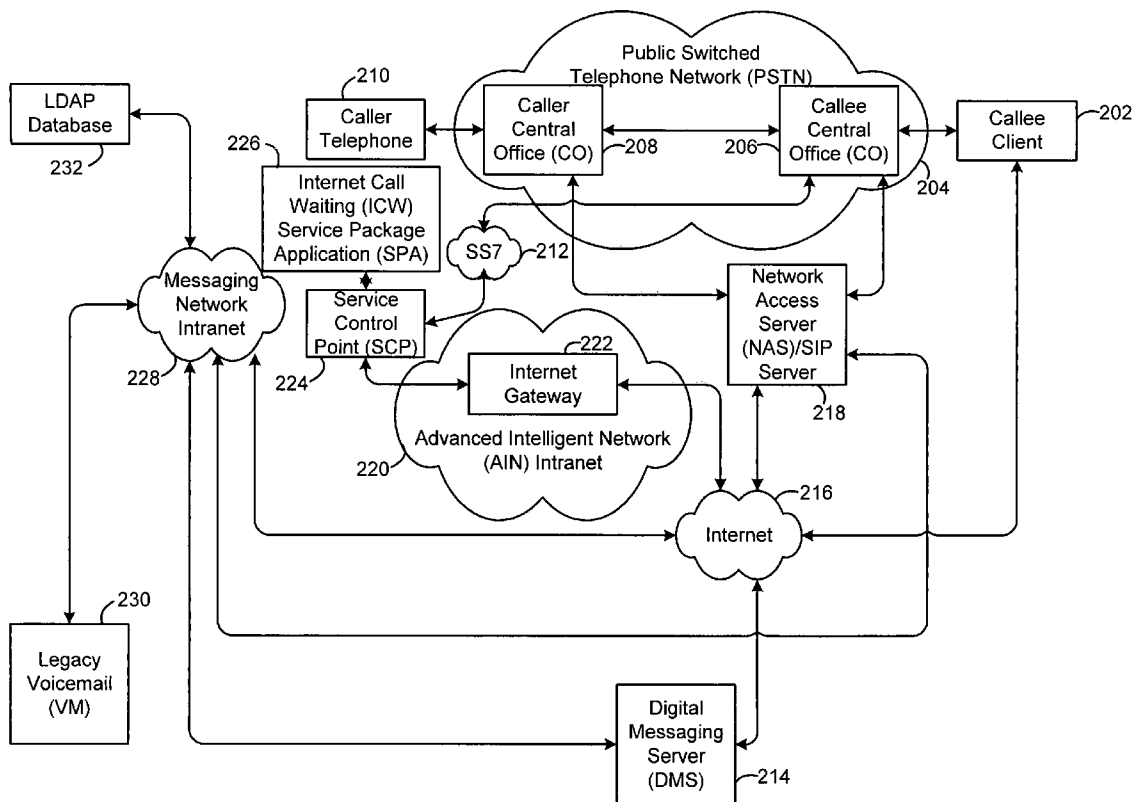 Public Switched
Telephone Network (PSTN)
210
LDAP
Database
232
Caller
Telephone
Caller
Central
Office (CO)
208
206
Callee
Central
Office (CO)
204
Callee
Client
202
226
Internet Call
Waiting (ICW)
Service Package
Application (SPA)
SS7
212
Messaging
Network
Intranet
228
Service
Control
Point (SCP)
224
222
Internet
Gateway
Advanced Intelligent Network
(AIN) Intranet
220
Network
Access
Server
(NAS)/SIP
Server
218
216
Internet
230
Legacy
Voicemail
(VM)
Digital
Messaging
Server
(DMS)
214